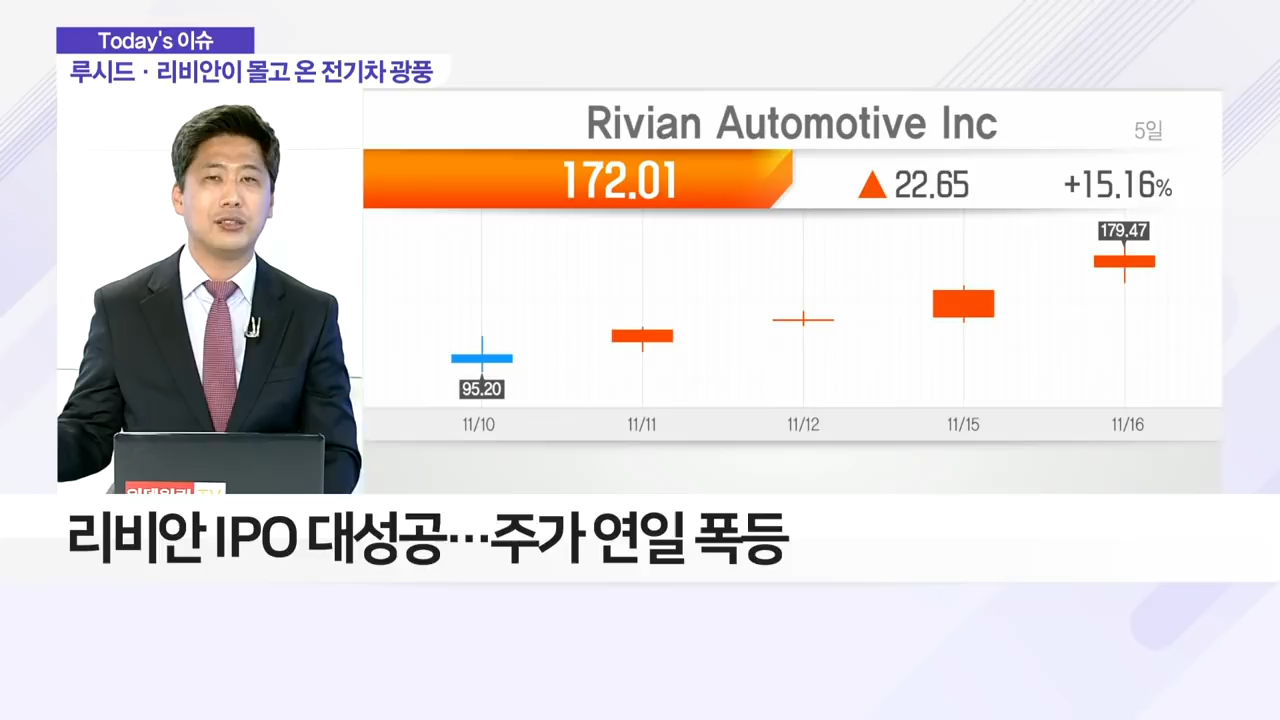 Today's 이슈
루시드·리비안이 몰고 온 전기차 광풍
Rivian Automotive Inc
5일
172.01
▲ 22.65
+15.16%
179.47
95.20
11/10
11/11
11/12
11/15
11/16
TV
리비안 IPO 대성공…주가 연일 폭등